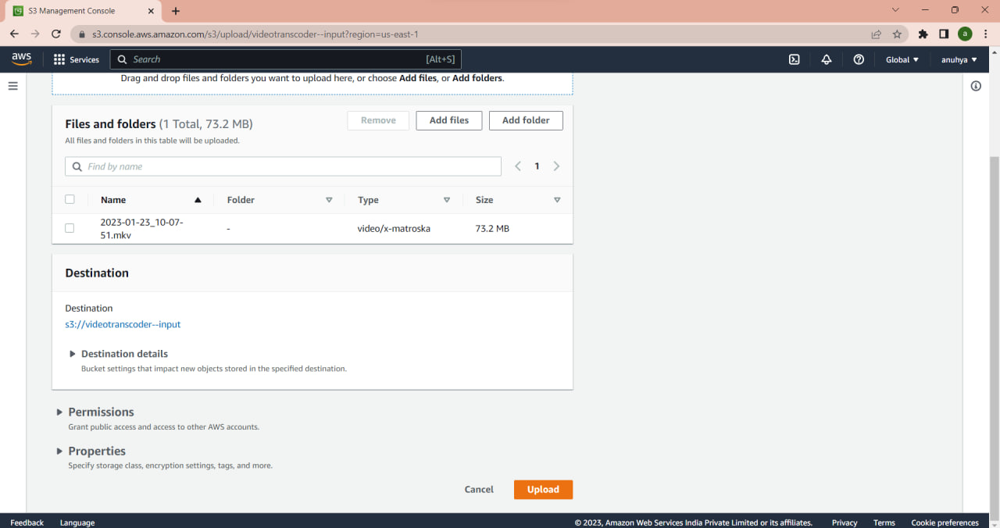 S3 Management Console
s3.console.aws.amazon.com/s3/upload/videotranscoder--input?region=us-east-1
a
aws
Services
Search
[Alt+S]
Global
anuhya
Drag and drop files and folders you want to upload here, or choose Add files, or Add folders.
Files and folders (1 Total, 73.2 MB)
Remove
Add files
Add folder
All files and folders in this table will be uploaded.
Find by name
1
Name
Folder
Type
Size
2023-01-23_10-07-
51.mkv
-
video/x-matroska
73.2 MB
Destination
Destination
s3://videotranscoder--input
Destination details
Bucket settings that impact new objects stored in the specified destination.
Permissions
Grant public access and access to other AWS accounts.
Properties
Specify storage class, encryption settings, tags, and more.
Cancel
Upload
Feedback
Language
© 2023, Amazon Web Services India Private Limited or its affiliates.
Privacy
Terms
Cookie preferences